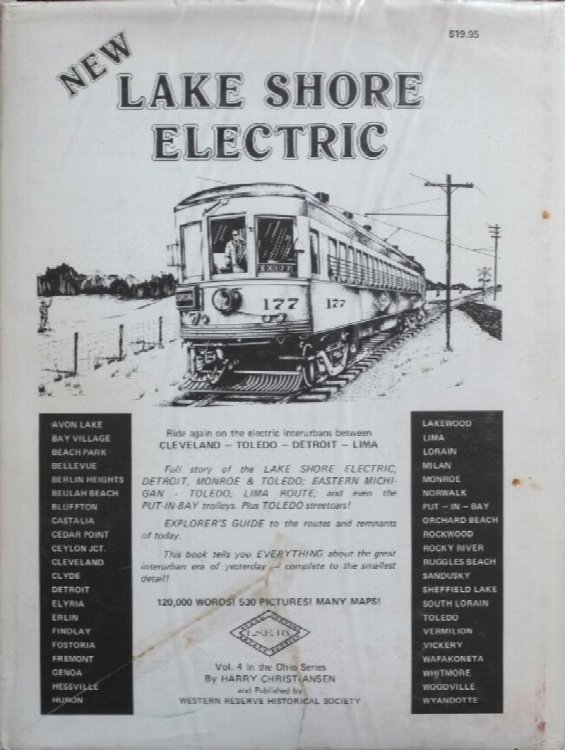 $19.95
NEW
LAKE SHORE
ELECTRIC
EX177
177
177
AVON LAKE
BAY VILLAGE
BEACH PARK
BELLEVUE
BERLIN HEIGHTS
BEULAH BEACH
BLUFFTON
CASTALIA
CEDAR POINT
CEYLON JCT.
CLEVELAND
CLYDE
DETROIT
ELYRIA
ERLIN
FINDLAY
FOSTORIA
FREMONT
GENOA
HESSVILLE
HURON
Ride again on the electric interurbans between
CLEVELAND – TOLEDO – DETROIT – LIMA
Full story of the LAKE SHORE ELECTRIC,
DETROIT, MONROE & TOLEDO; EASTERN MICHI-
GAN - TOLEDO; LIMA ROUTE; and even the
PUT-IN-BAY trolleys. Plus TOLEDO streetcars!
EXPLORER'S GUIDE to the routes and remnants
of today.
This book tells you EVERYTHING about the great
interurban era of yesterday – complete to the smallest
detail!
120,000 WORDS! 530 PICTURES! MANY MAPS!
L.S.E. RY.
Vol. 4 in the Ohio Series
By HARRY CHRISTIANSEN
and Published by
WESTERN RESERVE HISTORICAL SOCIETY
LAKEWOOD
LIMA
LORAIN
MILAN
MONROE
NORWALK
PUT – IN – BAY
ORCHARD BEACH
ROCKWOOD
ROCKY RIVER
RUGGLES BEACH
SANDUSKY
SHEFFIELD LAKE
SOUTH LORAIN
TOLEDO
VERMILION
VICKERY
WAPAKONETA
WHITMORE
WOODVILLE
WYANDOTTE